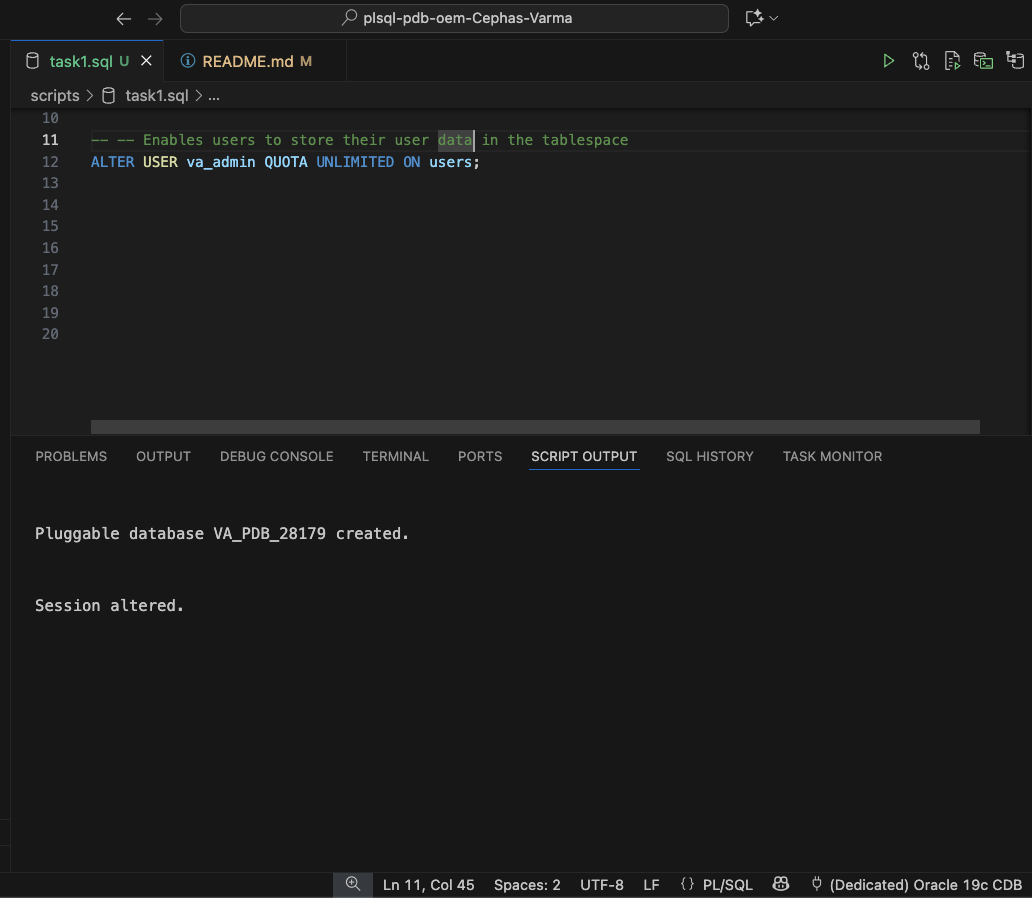 plsql-pdb-oem-Cephas-Varma
task1.sql U README.md M
scripts > task1.sql > ...
10
11 -- -- Enables users to store their user data in the tablespace
12 ALTER USER va_admin QUOTA UNLIMITED ON users;
13
14
15
16
17
18
19
20
PROBLEMS OUTPUT DEBUG CONSOLE TERMINAL PORTS SCRIPT OUTPUT SQL HISTORY TASK MONITOR
Pluggable database VA_PDB_28179 created.
Session altered.
Ln 11, Col 45 Spaces: 2 UTF-8 LF {} PL/SQL (Dedicated) Oracle 19c CDB